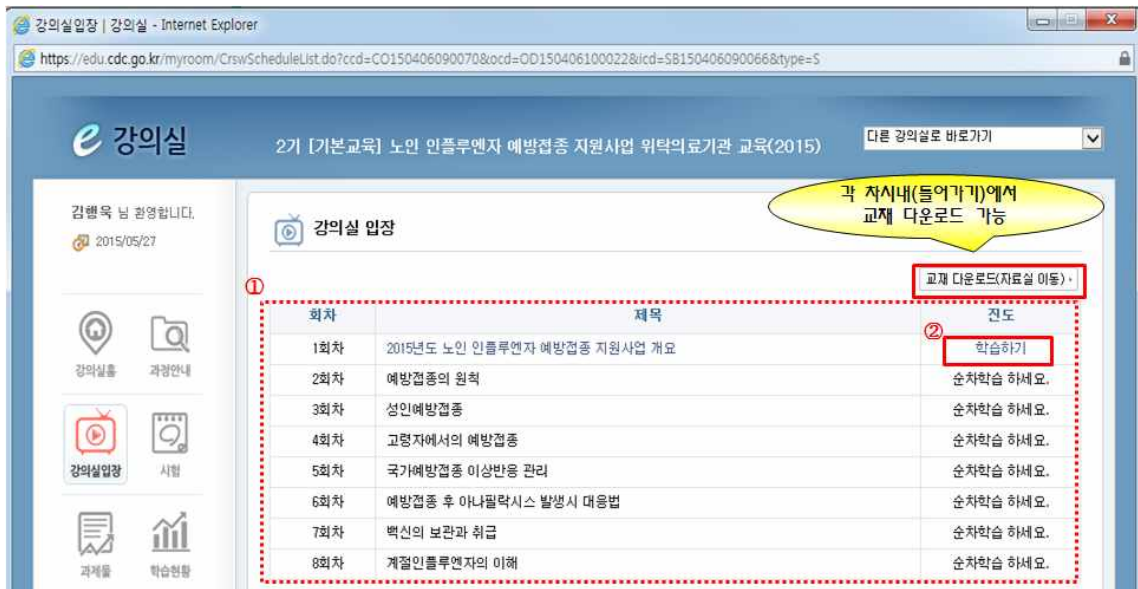 강의실입장 | 강의실 - Internet Explorer
https://edu.cdc.go.kr/myroom/CrswScheduleList.do?ccd=CO150406090070&ocd=OD150406100022&icd=SB150406090066&type=S
e 강의실
2기 [기본교육] 노인 인플루엔자 예방접종 지원사업 위탁의료기관 교육(2015)
다른 강의실로 바로가기
김행욱 님 환영합니다.
2015/05/27
강의실 입장
각 차시내(들어가기)에서
교재 다운로드 가능
교재 다운로드(자료실 이동)
①
회차 제목 진도
②
1회차 2015년도 노인 인플루엔자 예방접종 지원사업 개요 학습하기
2회차 예방접종의 원칙 순차학습 하세요.
3회차 성인예방접종 순차학습 하세요.
4회차 고령자에서의 예방접종 순차학습 하세요.
5회차 국가예방접종 이상반응 관리 순차학습 하세요.
6회차 예방접종 후 아나필락시스 발생시 대응법 순차학습 하세요.
7회차 백신의 보관과 취급 순차학습 하세요.
8회차 계절인플루엔자의 이해 순차학습 하세요.
강의실홈 과정안내
강의실입장 시험
과제물 학습현황